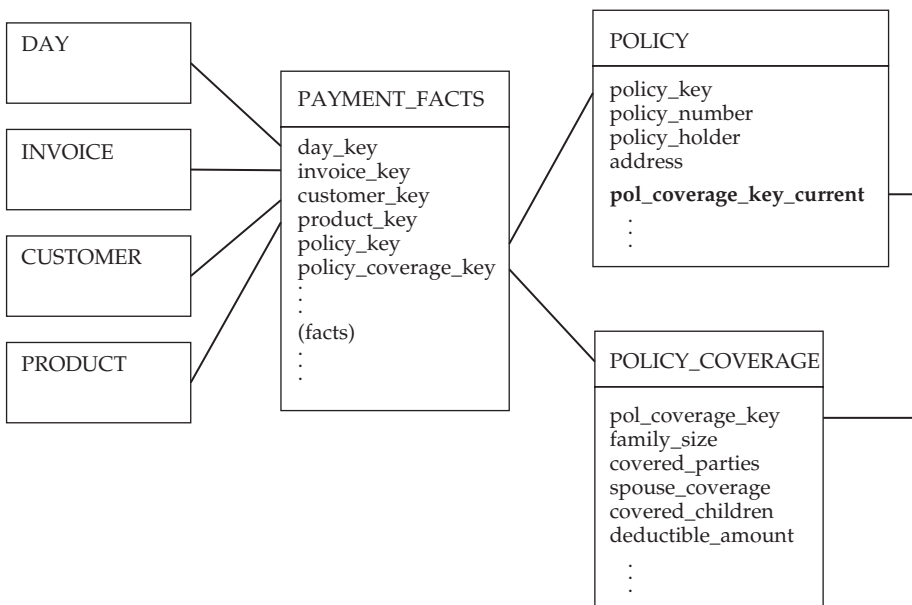 DAY
INVOICE
CUSTOMER
PRODUCT
PAYMENT_FACTS
day_key
invoice_key
customer_key
product_key
policy_key
policy_coverage_key
.
.
(facts)
.
.
.
POLICY
policy_key
policy_number
policy_holder
address
pol_coverage_key_current
.
.
.
POLICY_COVERAGE
pol_coverage_key
family_size
covered_parties
spouse_coverage
covered_children
deductible_amount
.
.
.